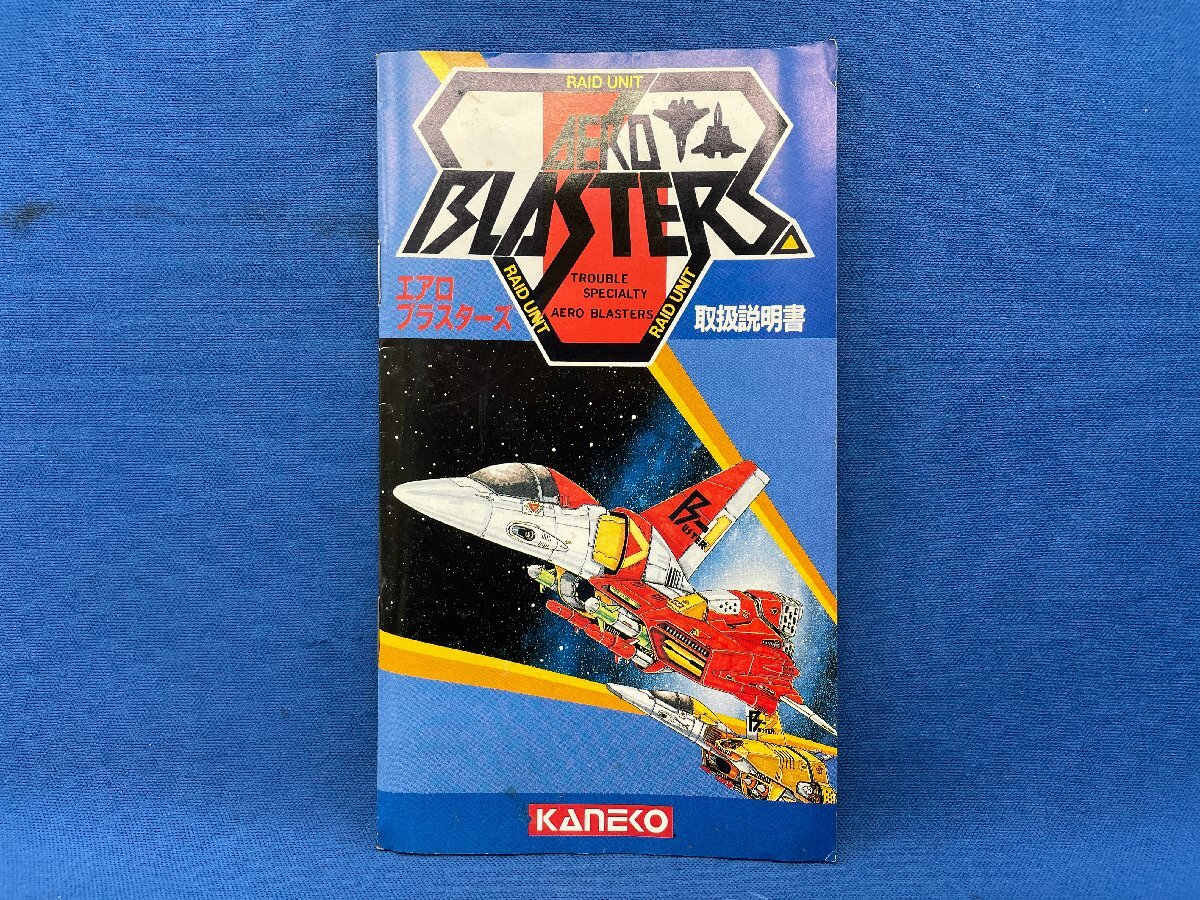 RAID UNIT
AERO
BLASTERS
TROUBLE
SPECIALTY
AERO BLASTERS
RAID UNIT
RAID UNIT
エアロ
ブラスターズ
取扱説明書
B-
USTER
B-
KANEKO